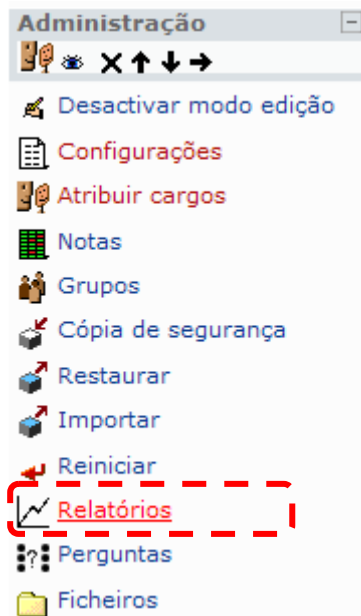 Administração
Desactivar modo edição
Configurações
Atribuir cargos
Notas
Grupos
Cópia de segurança
Restaurar
Importar
Reiniciar
Relatórios
Perguntas
Ficheiros